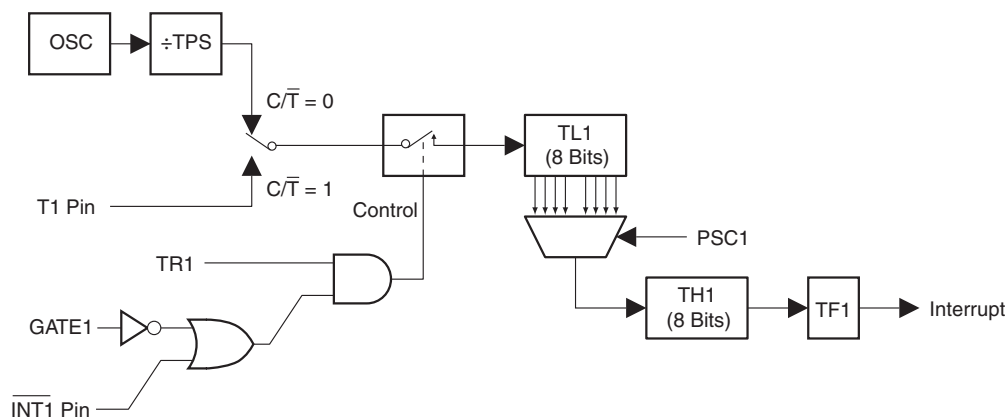 OSC
÷TPS
C/T̅ = 0
C/T̅ = 1
T1 Pin
TL1
(8 Bits)
Control
PSC1
TR1
TH1
(8 Bits)
TF1
Interrupt
GATE1
I̅N̅T̅1̅ Pin